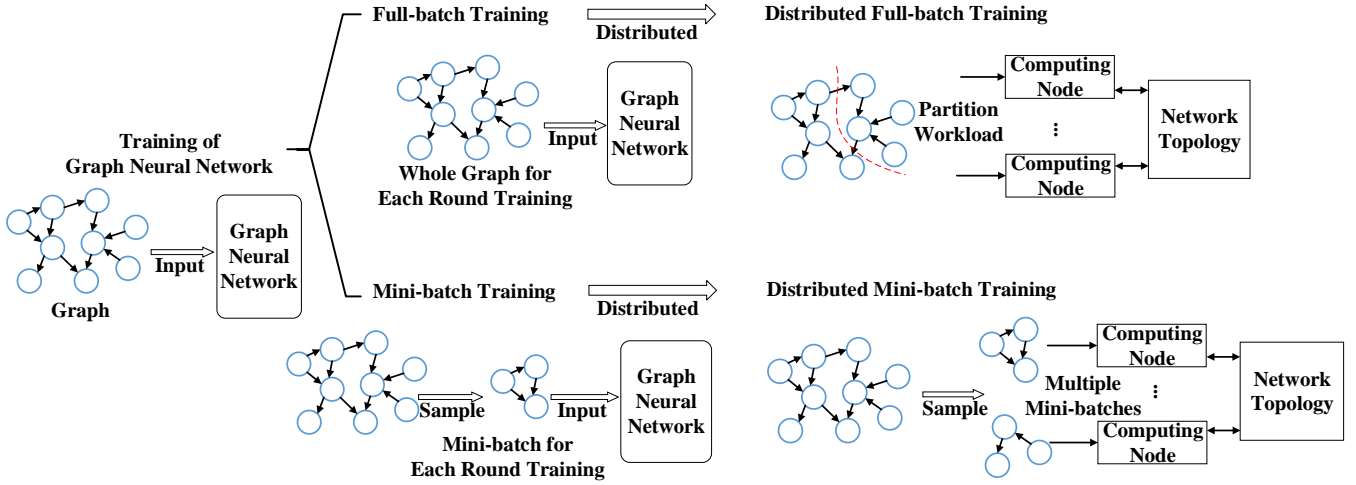 Training of
Graph Neural Network
Graph
Input
Graph
Neural
Network
Full-batch Training
Distributed
Distributed Full-batch Training
Whole Graph for
Each Round Training
Input
Graph
Neural
Network
Partition
Workload
Computing
Node
...
Computing
Node
Network
Topology
Mini-batch Training
Distributed
Distributed Mini-batch Training
Sample
Mini-batch for
Each Round Training
Input
Graph
Neural
Network
Sample
Multiple
Mini-batches
Computing
Node
...
Computing
Node
Network
Topology